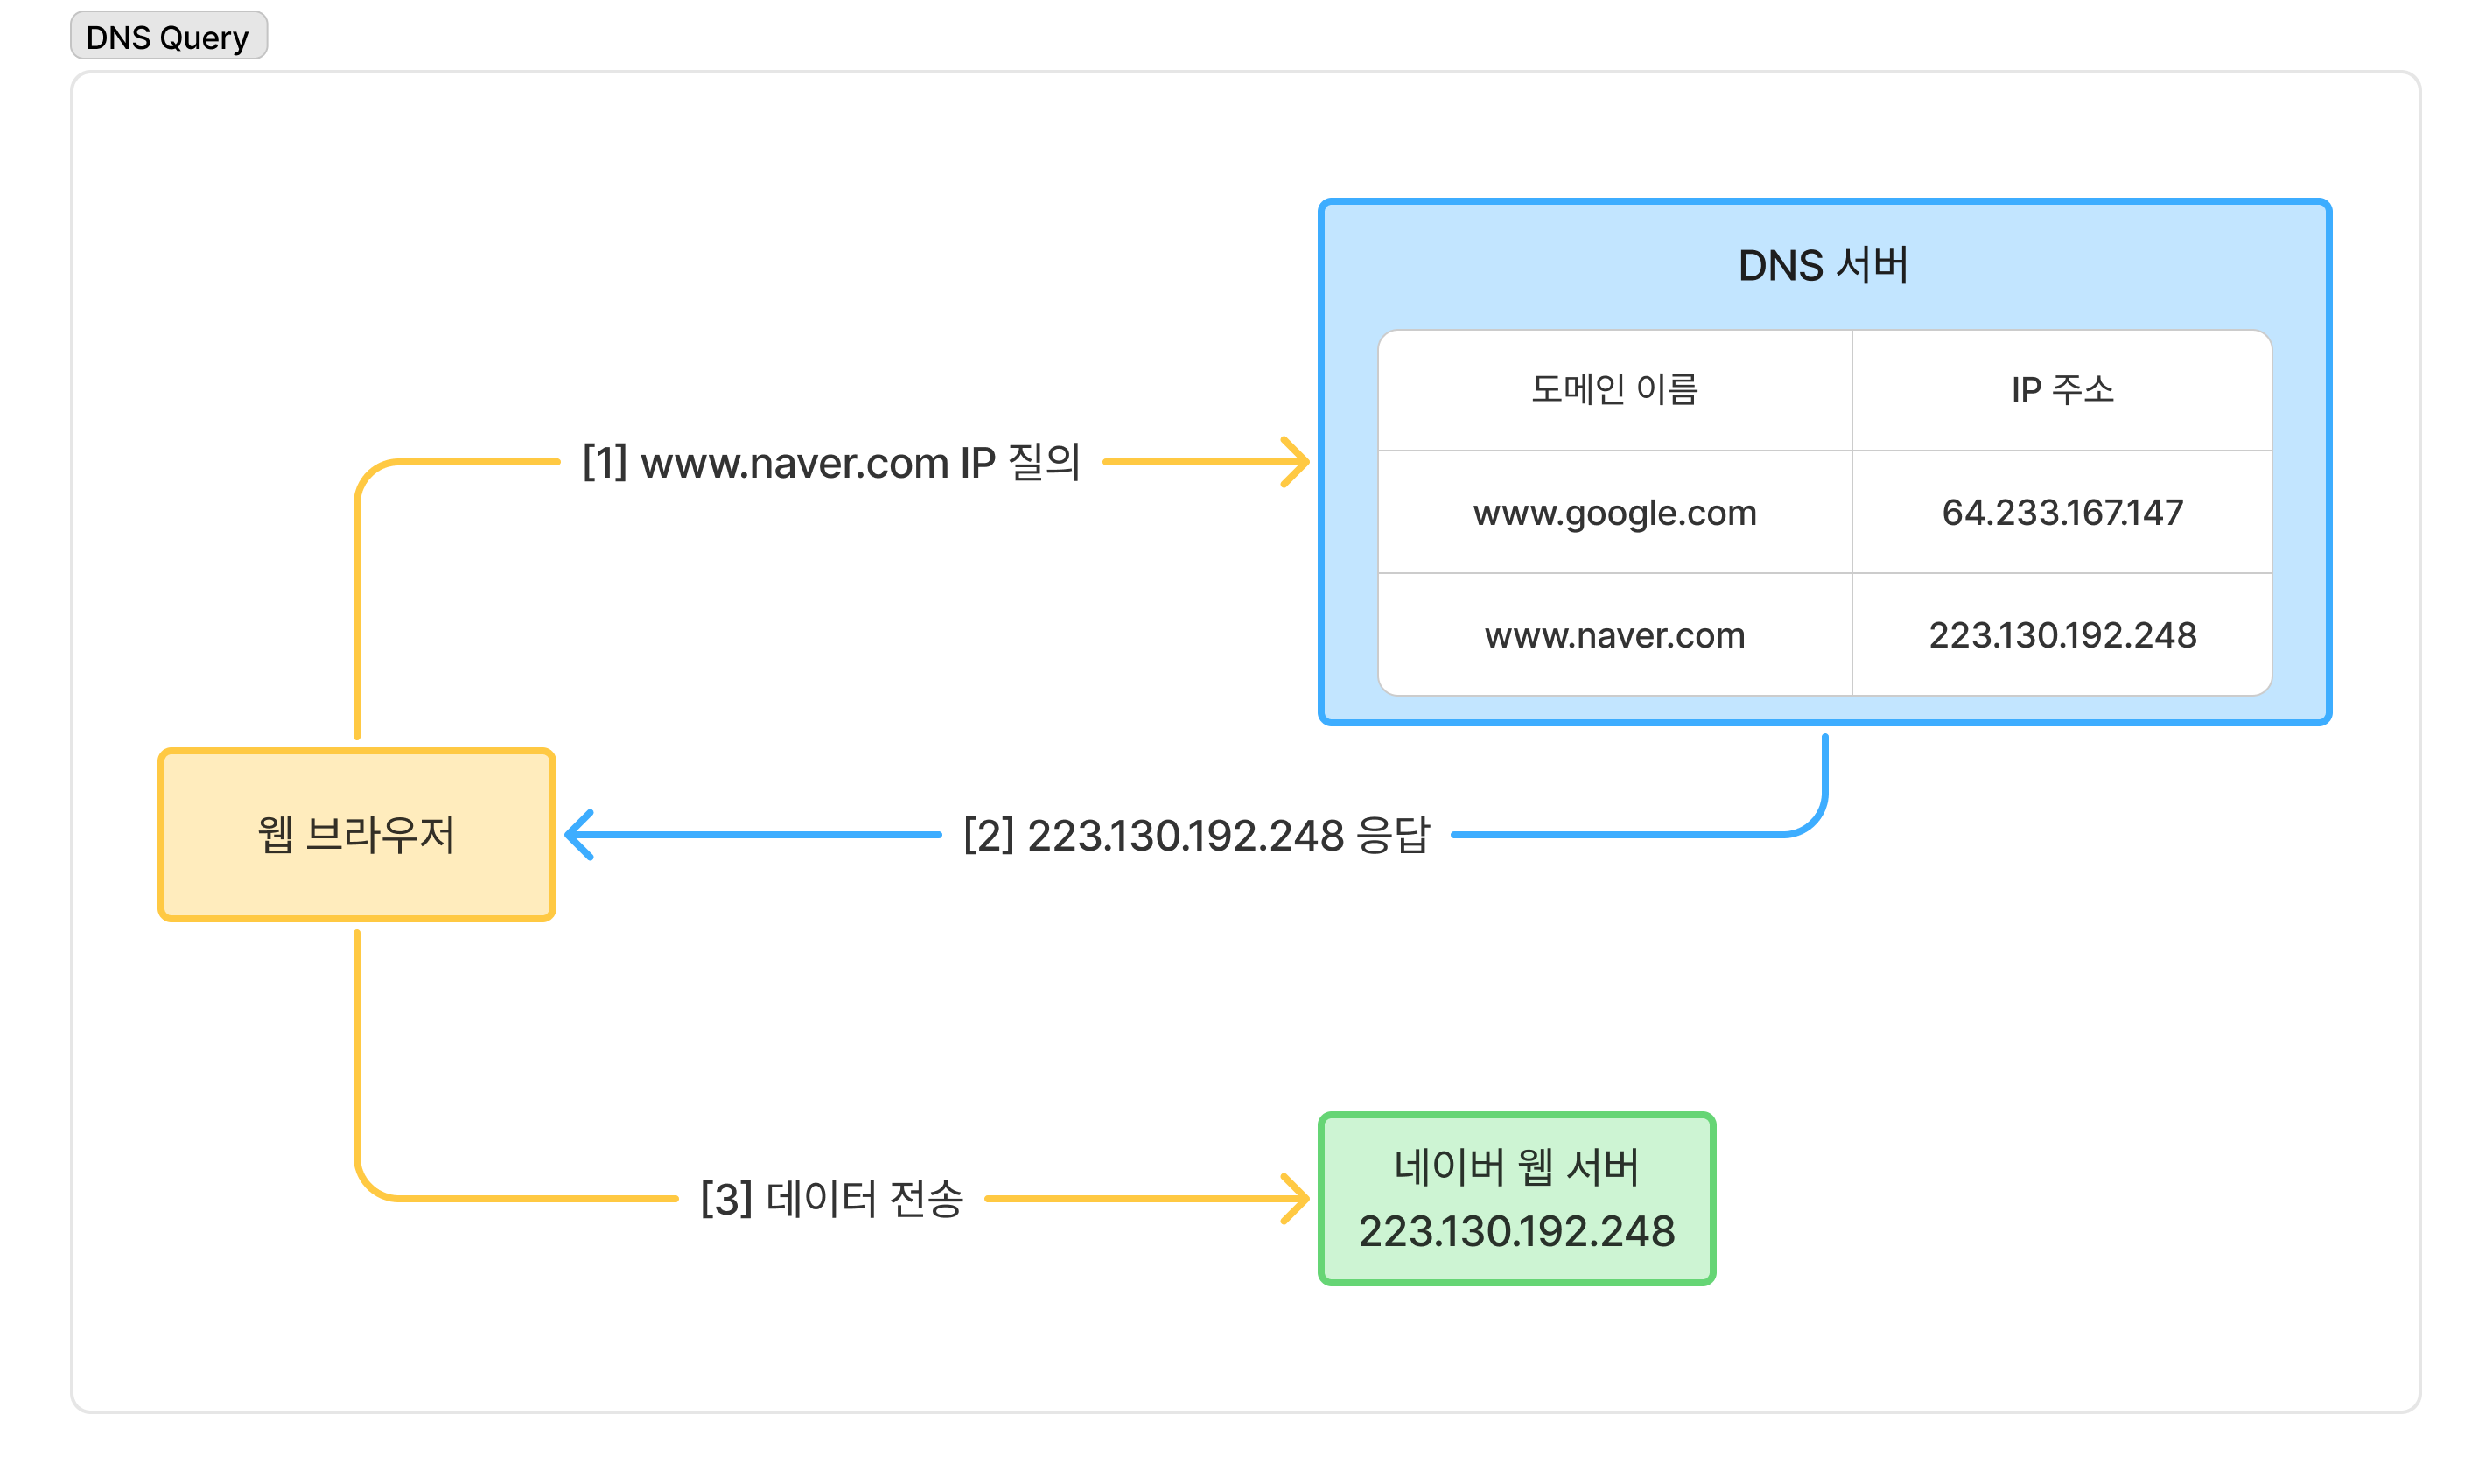 DNS Query
DNS 서버
도메인 이름
IP 주소
www.google.com
64.233.167.147
www.naver.com
223.130.192.248
[1] www.naver.com IP 질의
웹 브라우저
[2] 223.130.192.248 응답
[3] 데이터 전송
네이버 웹 서버
223.130.192.248